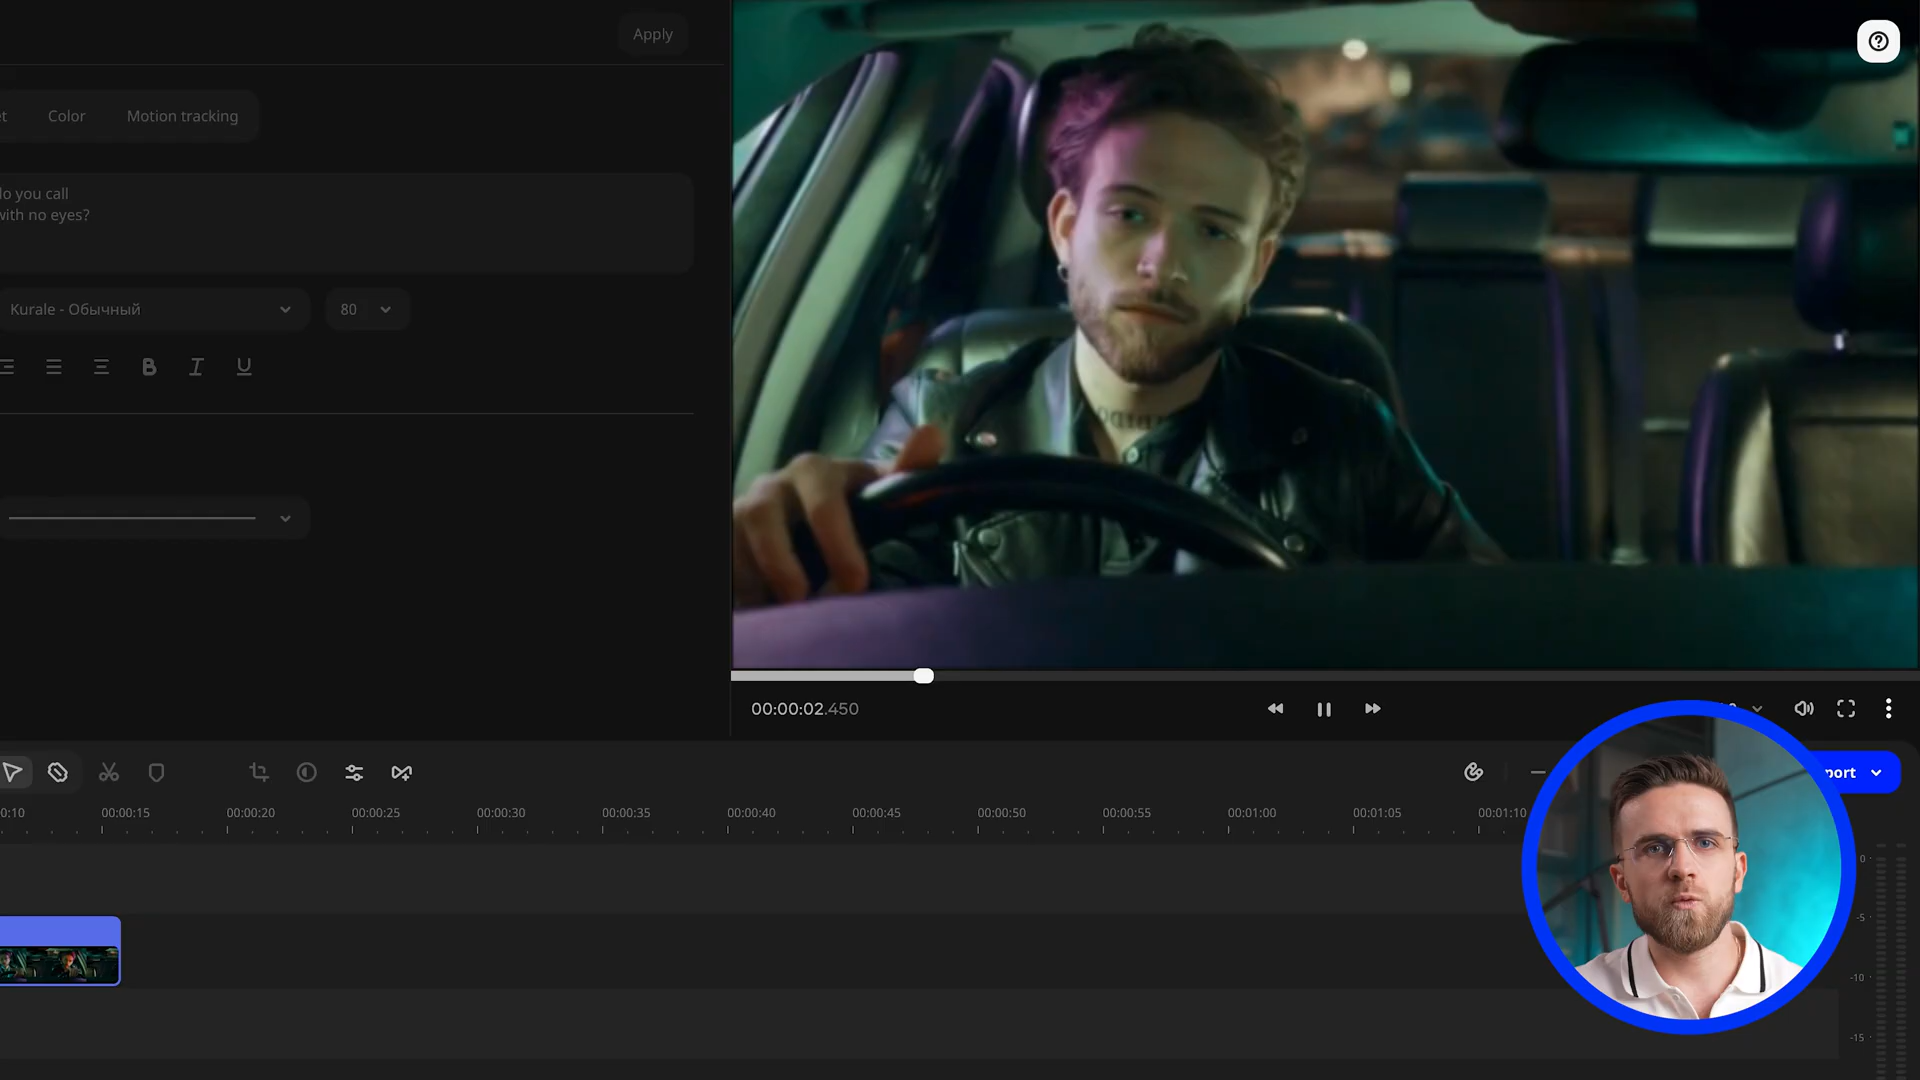 Apply
et
Color
Motion tracking
do you call
with no eyes?
Kurale - Обычный
80
B
I
U
00:00:02.450
port
0:10
00:00:15
00:00:20
00:00:25
00:00:30
00:00:35
00:00:40
00:00:45
00:00:50
00:00:55
00:01:00
00:01:05
00:01:10
0
-5
-10
-15